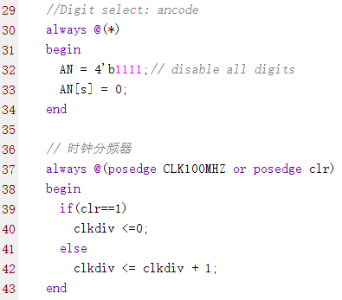 29 //Digit select: ancode
30 always @(*)
31 begin
32 AN = 4'b1111;// disable all digits
33 AN[s] = 0;
34 end
35
36 // 时钟分频器
37 always @(posedge CLK100MHZ or posedge clr)
38 begin
39 if(clr==1)
40 clkdiv <=0;
41 else
42 clkdiv <= clkdiv + 1;
43 end